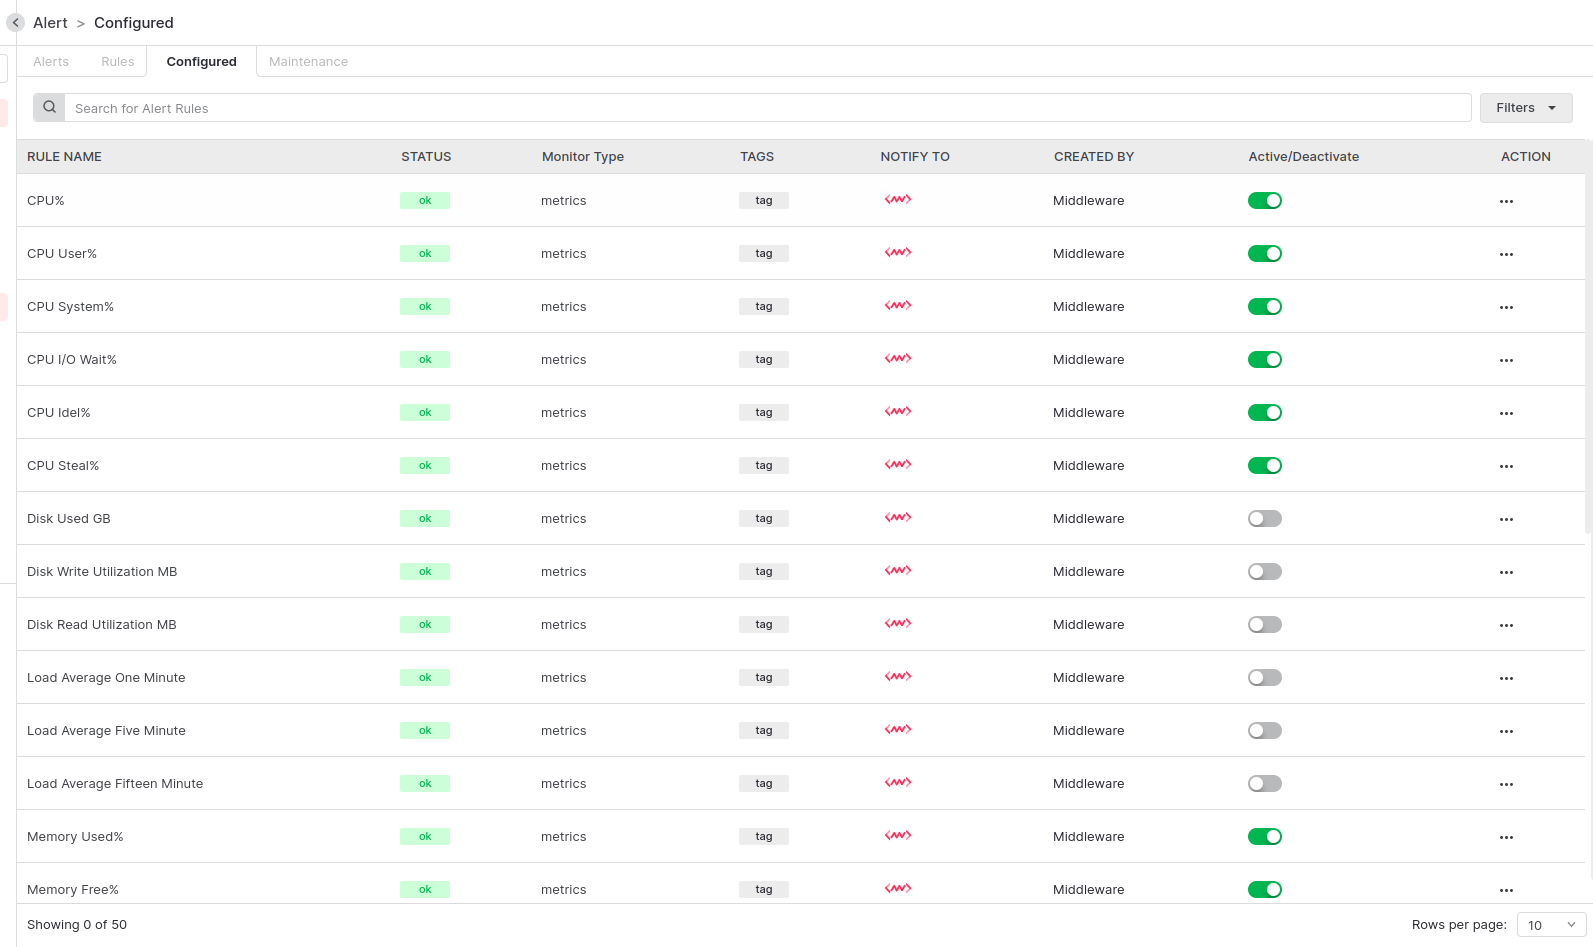 Alert > Configured
Alerts Rules Configured Maintenance
Search for Alert Rules Filters
RULE NAME STATUS Monitor Type TAGS NOTIFY TO CREATED BY Active/Deactivate ACTION
CPU% ok metrics tag Middleware
CPU User% ok metrics tag Middleware
CPU System% ok metrics tag Middleware
CPU I/O Wait% ok metrics tag Middleware
CPU Idel% ok metrics tag Middleware
CPU Steal% ok metrics tag Middleware
Disk Used GB ok metrics tag Middleware
Disk Write Utilization MB ok metrics tag Middleware
Disk Read Utilization MB ok metrics tag Middleware
Load Average One Minute ok metrics tag Middleware
Load Average Five Minute ok metrics tag Middleware
Load Average Fifteen Minute ok metrics tag Middleware
Memory Used% ok metrics tag Middleware
Memory Free% ok metrics tag Middleware
Showing 0 of 50 Rows per page: 10